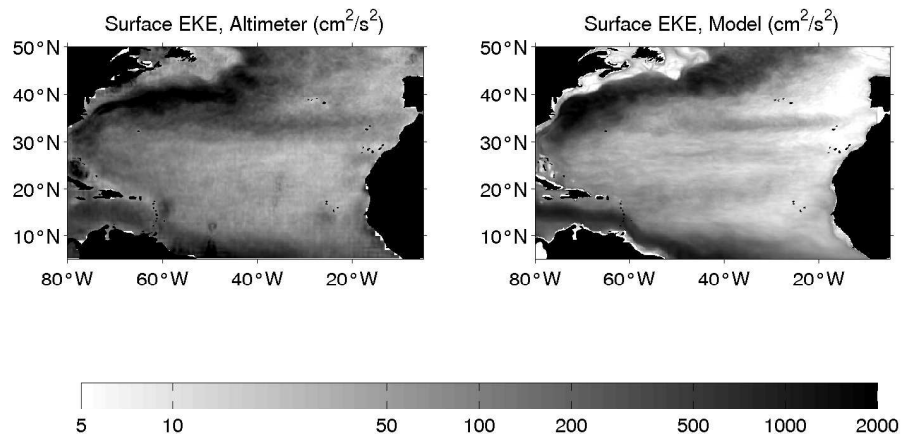 Surface EKE, Altimeter (cm²/s²)
50°N
40°N
30°N
20°N
10°N
80°W 60°W 40°W 20°W
Surface EKE, Model (cm²/s²)
50°N
40°N
30°N
20°N
10°N
80°W 60°W 40°W 20°W
5 10 50 100 200 500 1000 2000